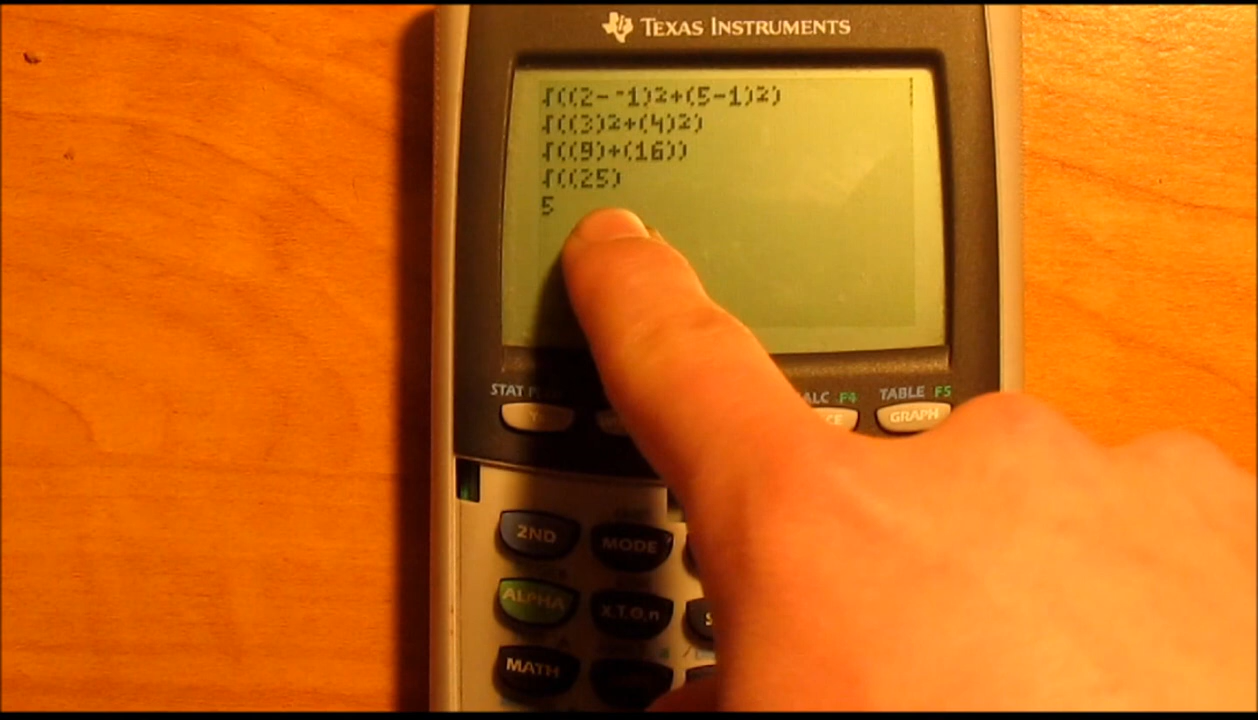 TEXAS INSTRUMENTS
√((2-⁻1)2+(5-1)2)
√((3)2+(4)2)
√((9)+(16))
√((25)
5
STAT
TABLE F5
F4
GRAPH
2ND
MODE
ALPHA
X,T,Θ,n
MATH